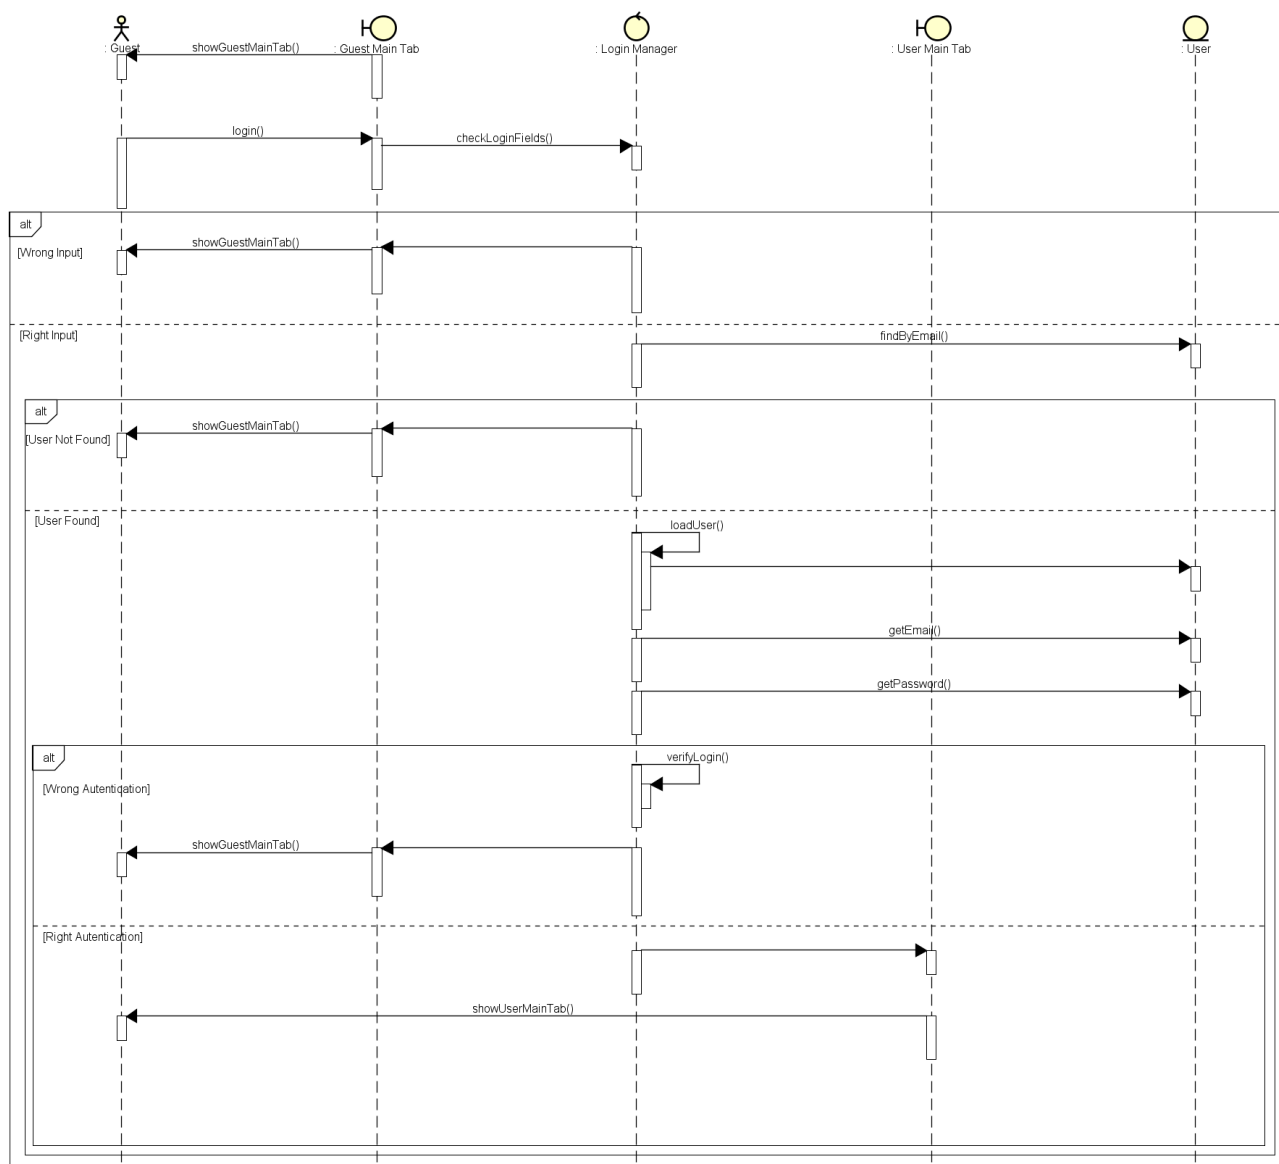 : Guest
: Guest Main Tab
: Login Manager
: User Main Tab
: User
showGuestMainTab()
login()
checkLoginFields()
alt
[Wrong Input]
showGuestMainTab()
[Right Input]
findByEmail()
alt
[User Not Found]
showGuestMainTab()
[User Found]
loadUser()
getEmail()
getPassword()
alt
verifyLogin()
[Wrong Autentication]
showGuestMainTab()
[Right Autentication]
showUserMainTab()